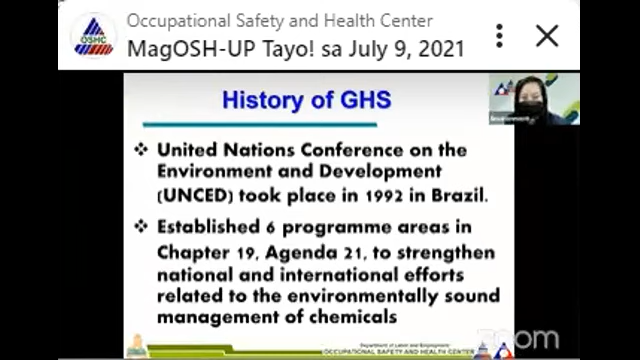 Occupational Safety and Health Center
MagOSH-UP Tayo! sa July 9, 2021
OSHC
History of GHS
❖ United Nations Conference on the
Environment and Development
(UNCED) took place in 1992 in Brazil.
❖ Established 6 programme areas in
Chapter 19, Agenda 21, to strengthen
national and international efforts
related to the environmentally sound
management of chemicals
Department of Labor and Employment
OCCUPATIONAL SAFETY AND HEALTH CENTER
zoom